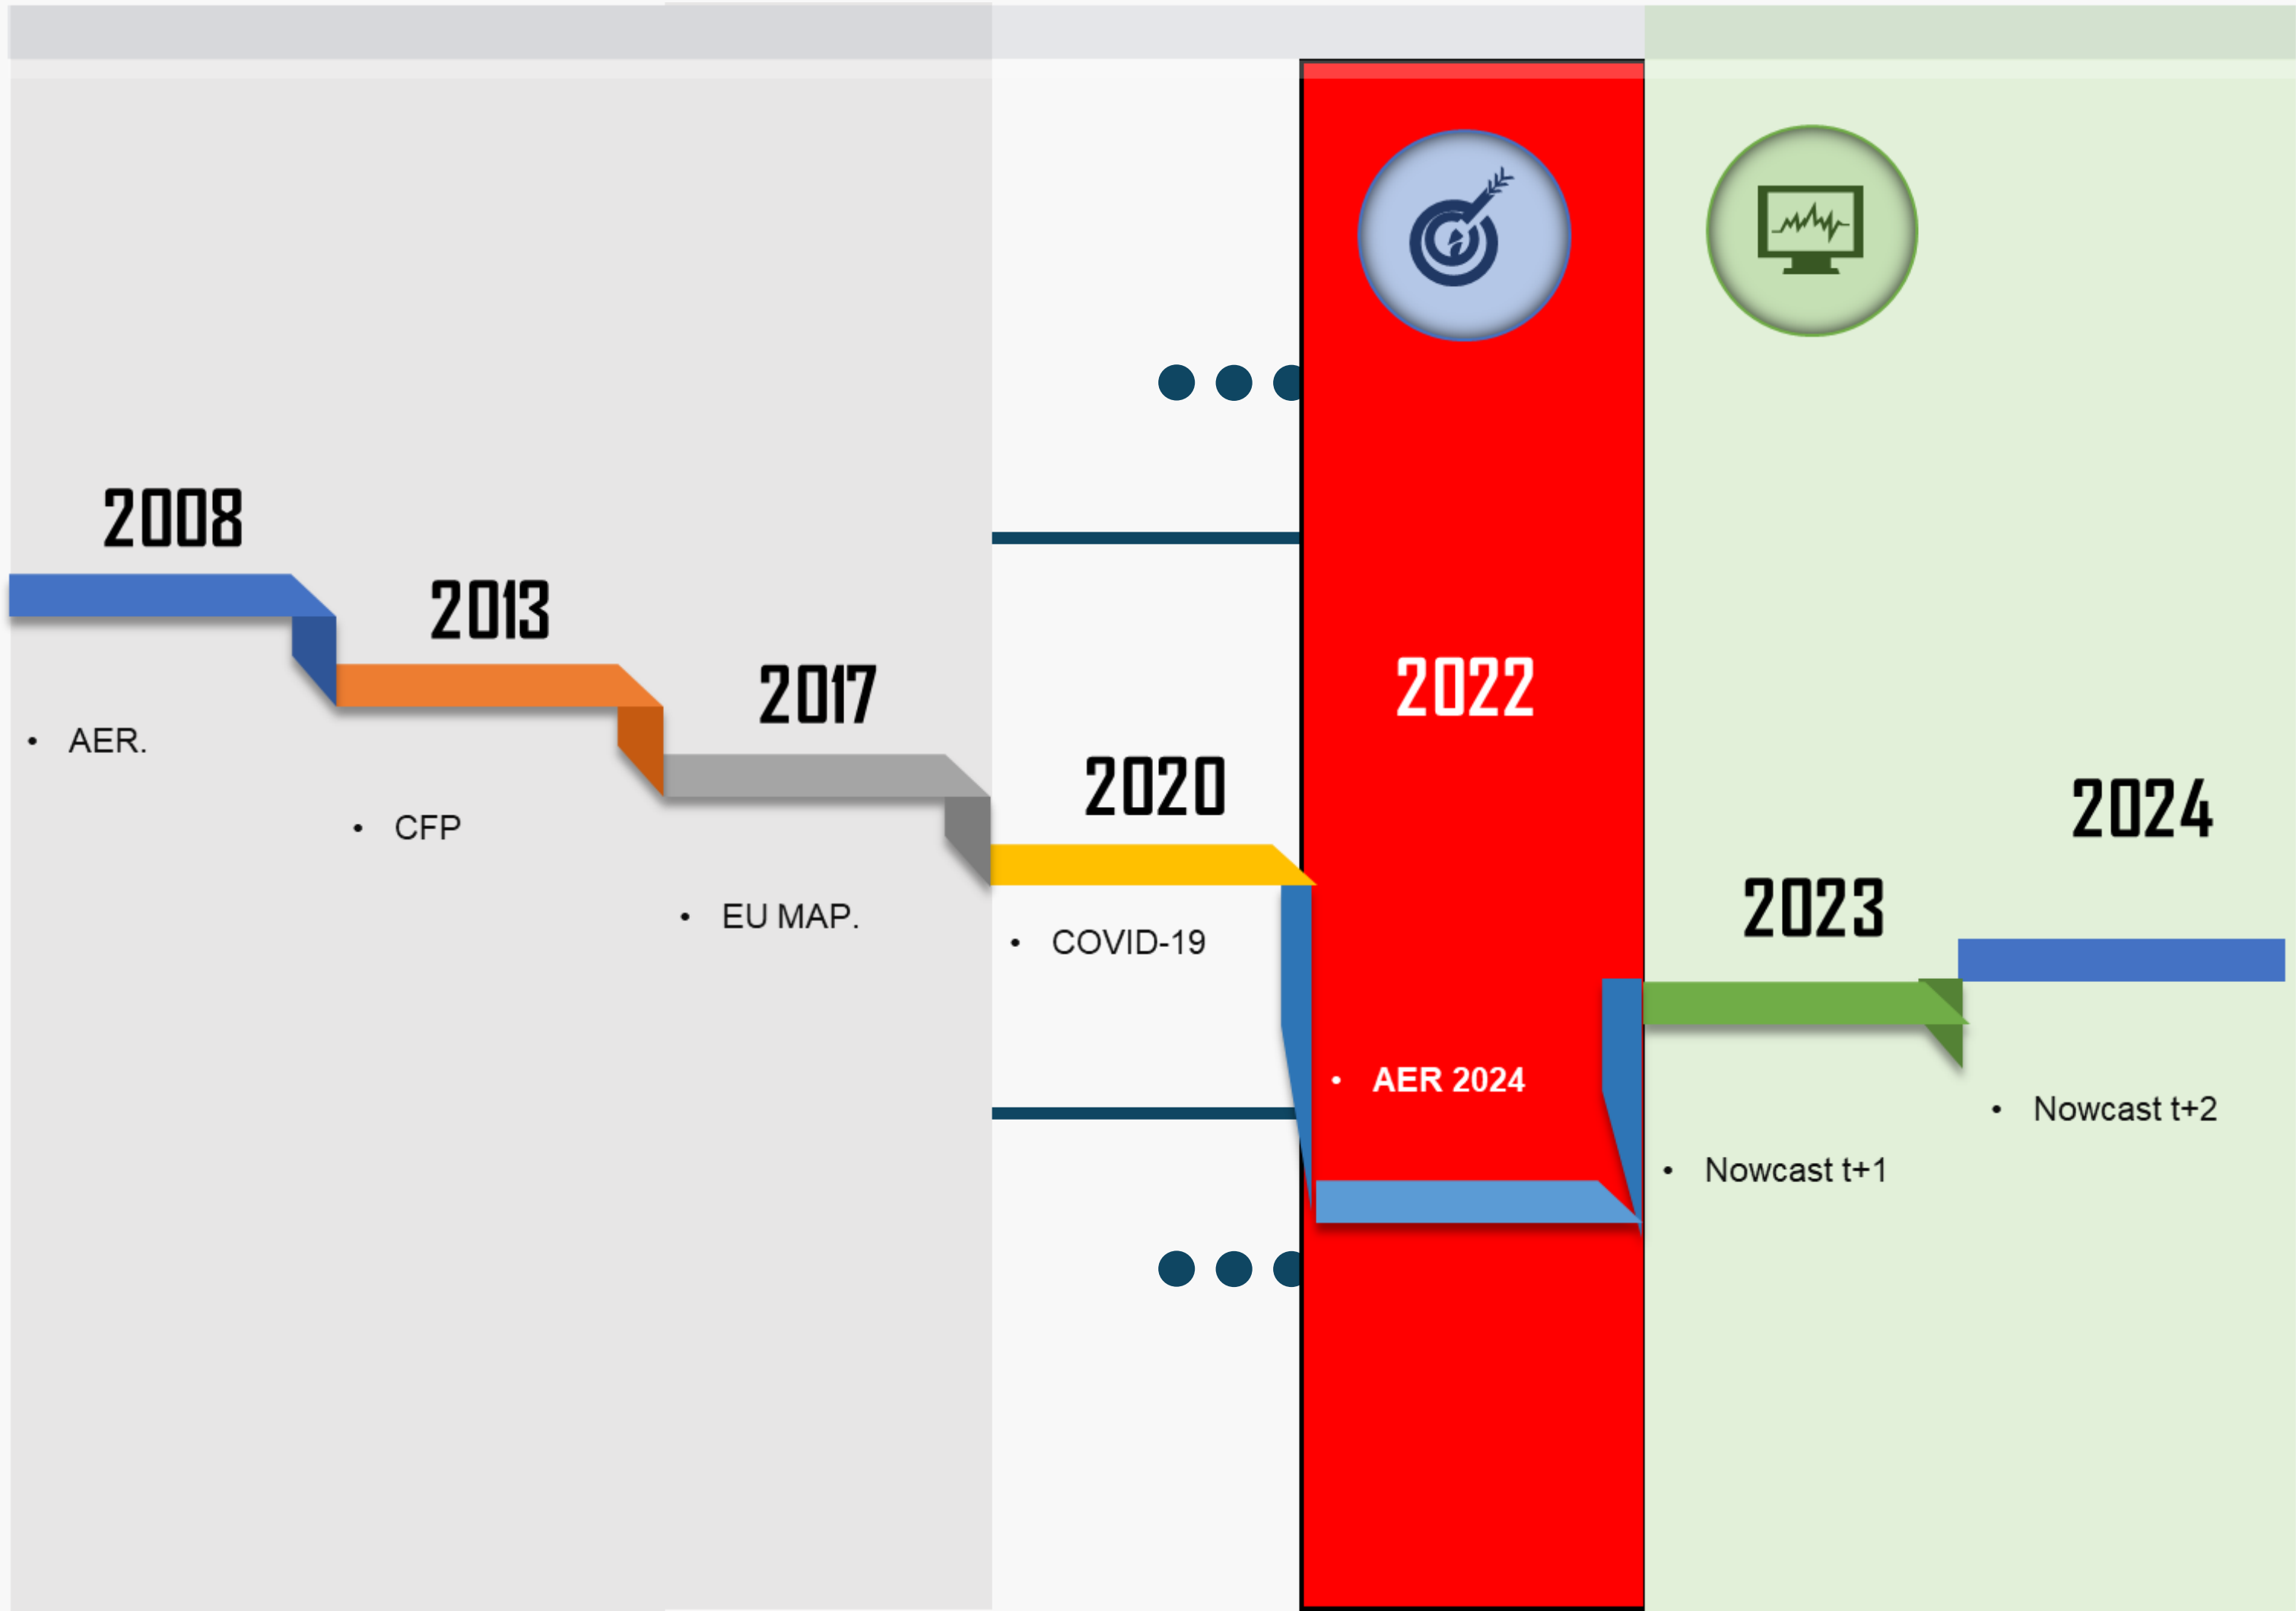 2008
• AER.
2013
• CFP
2017
• EU MAP.
2020
• COVID-19
2022
• AER 2024
2023
• Nowcast t+1
2024
• Nowcast t+2